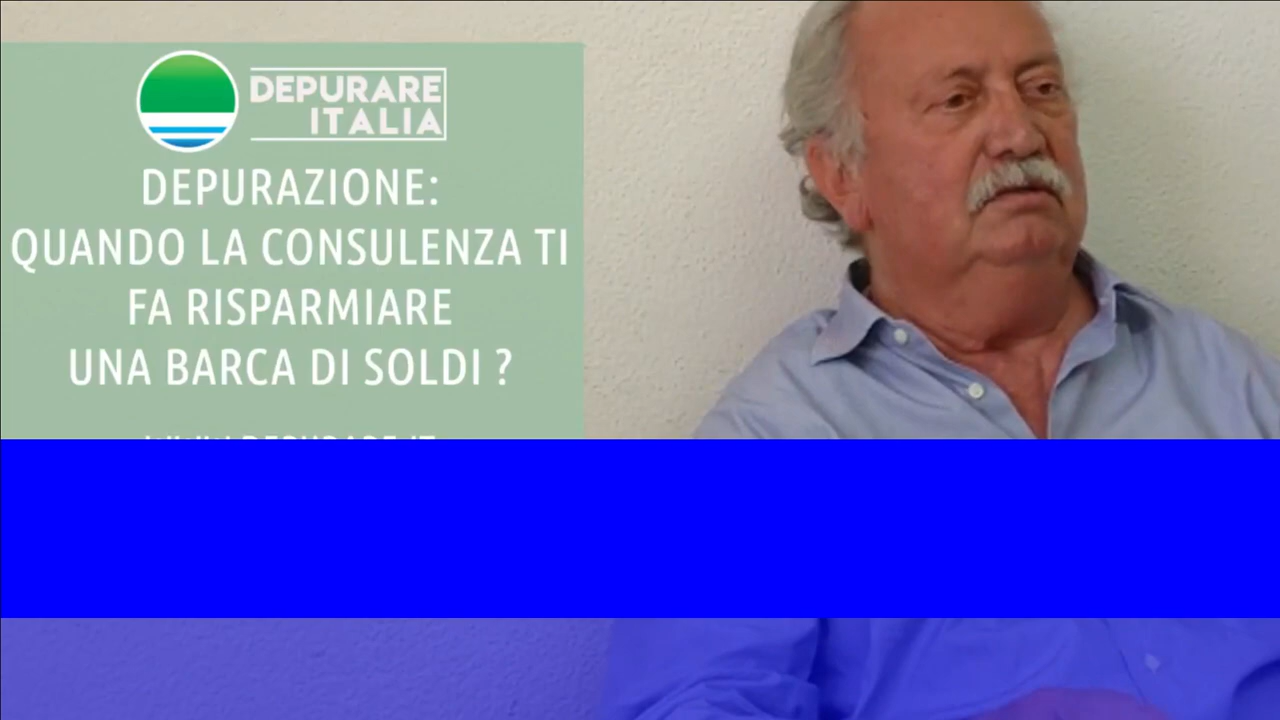 DEPURARE
ITALIA
DEPURAZIONE:
QUANDO LA CONSULENZA TI
FA RISPARMIARE
UNA BARCA DI SOLDI ?